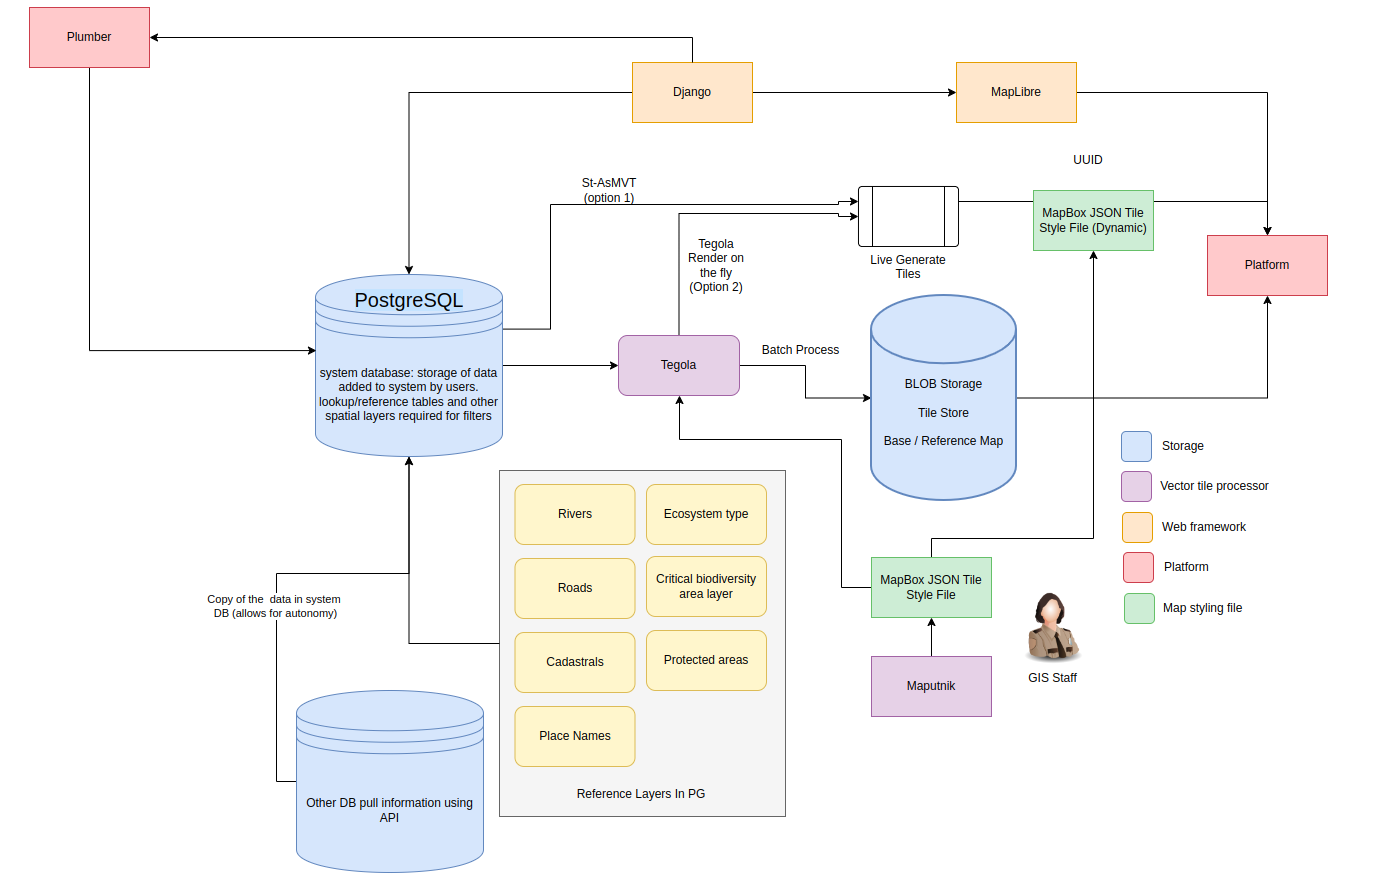 Plumber
Django
MapLibre
UUID
St-AsMVT
(option 1)
MapBox JSON Tile
Style File (Dynamic)
Tegola
Render on
the fly
(Option 2)
Live Generate
Tiles
Platform
PostgreSQL
system database: storage of data
added to system by users.
lookup/reference tables and other
spatial layers required for filters
Tegola
Batch Process
BLOB Storage
Tile Store
Base / Reference Map
Storage
Vector tile processor
Web framework
Platform
Map styling file
Rivers
Ecosystem type
Roads
Critical biodiversity
area layer
Cadastrals
Protected areas
Place Names
Reference Layers In PG
MapBox JSON Tile
Style File
Maputnik
GIS Staff
Copy of the  data in system
DB (allows for autonomy)
Other DB pull information using
API